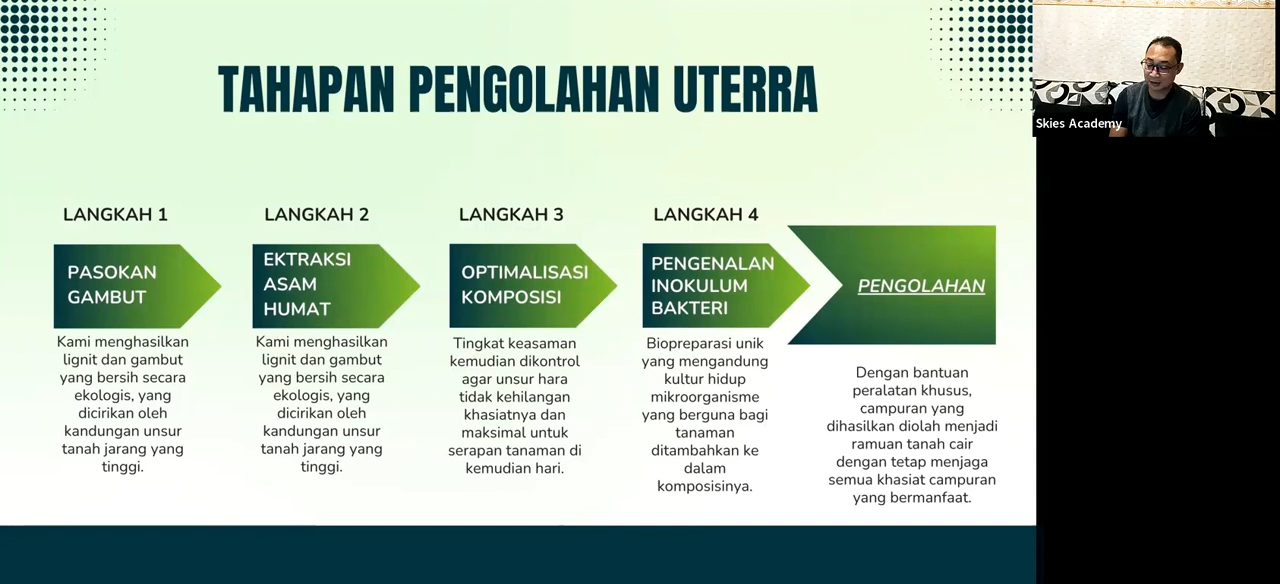 TAHAPAN PENGOLAHAN UTERRA
Skies Academy
LANGKAH 1
PASOKAN
GAMBUT
Kami menghasilkan
lignit dan gambut
yang bersih secara
ekologis, yang
dicirikan oleh
kandungan unsur
tanah jarang yang
tinggi.
LANGKAH 2
EKTRAKSI
ASAM
HUMAT
Kami menghasilkan
lignit dan gambut
yang bersih secara
ekologis, yang
dicirikan oleh
kandungan unsur
tanah jarang yang
tinggi.
LANGKAH 3
OPTIMALISASI
KOMPOSISI
Tingkat keasaman
kemudian dikontrol
agar unsur hara
tidak kehilangan
khasiatnya dan
maksimal untuk
serapan tanaman di
kemudian hari.
LANGKAH 4
PENGENALAN
INOKULUM
BAKTERI
Biopreparasi unik
yang mengandung
kultur hidup
mikroorganisme
yang berguna bagi
tanaman
ditambahkan ke
dalam
komposisinya.
PENGOLAHAN
Dengan bantuan
peralatan khusus,
campuran yang
dihasilkan diolah menjadi
ramuan tanah cair
dengan tetap menjaga
semua khasiat campuran
yang bermanfaat.